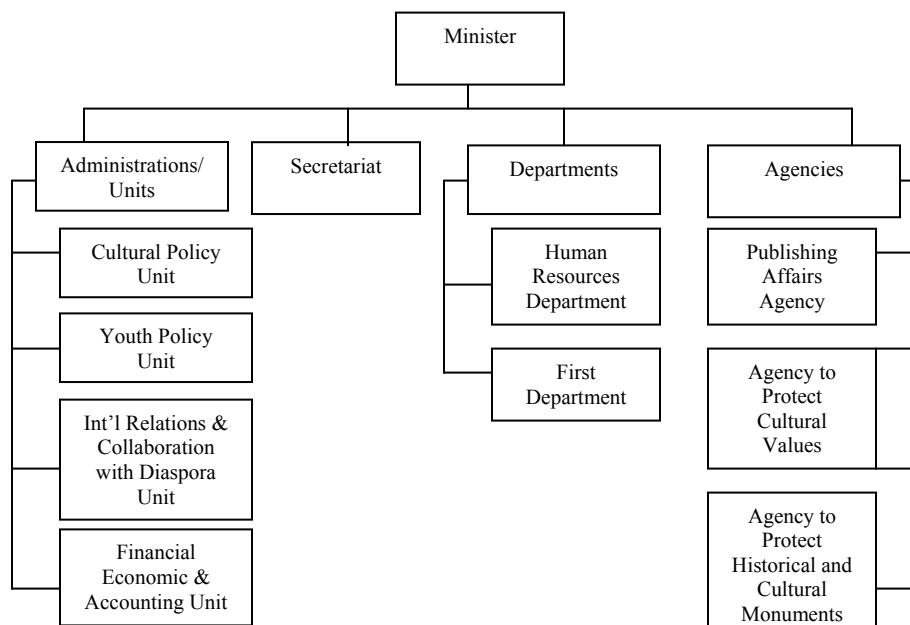 Minister
Administrations/
Units
Secretariat
Departments
Agencies
Cultural Policy
Unit
Youth Policy
Unit
Int’l Relations &
Collaboration
with Diaspora
Unit
Financial
Economic &
Accounting Unit
Human
Resources
Department
First
Department
Publishing
Affairs
Agency
Agency to
Protect
Cultural
Values
Agency to
Protect
Historical and
Cultural
Monuments